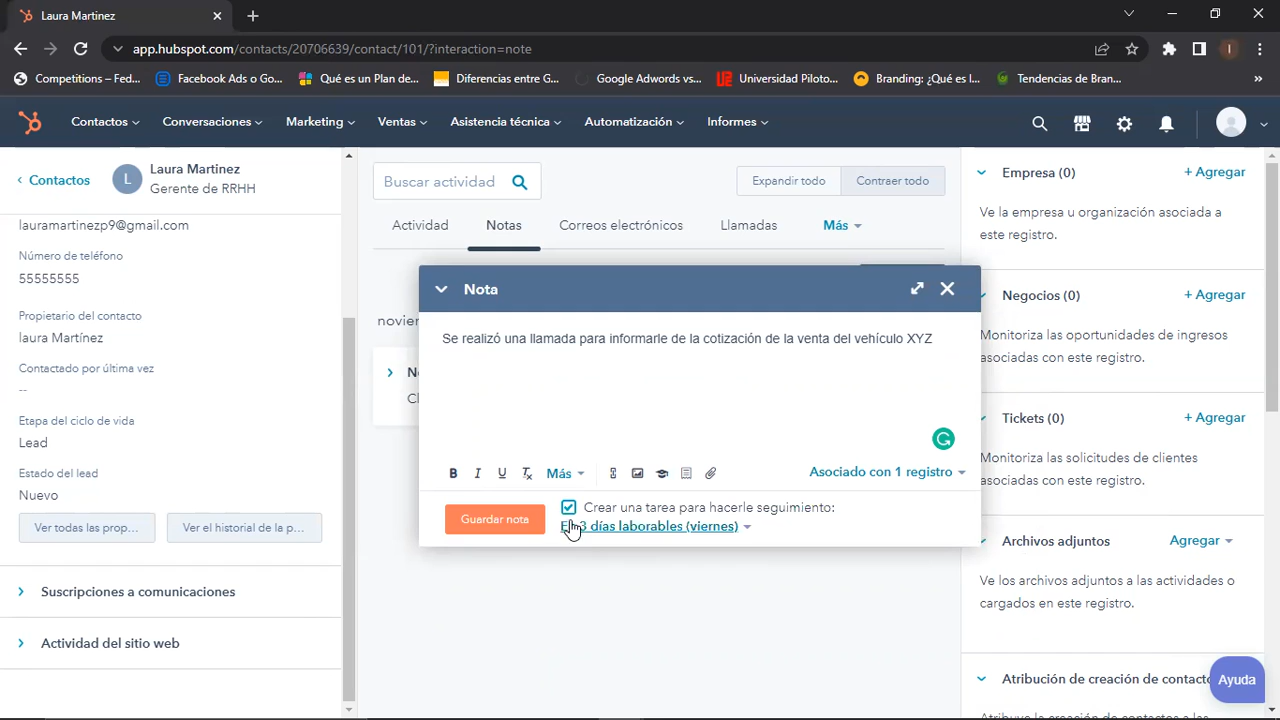 Laura Martinez
app.hubspot.com/contacts/20706639/contact/101/?interaction=note
Competitions – Fed...
Facebook Ads o Go...
Qué es un Plan de...
Diferencias entre G...
Google Adwords vs...
Universidad Piloto...
Branding: ¿Qué es l...
Tendencias de Bran...
»
Contactos
Conversaciones
Marketing
Ventas
Asistencia técnica
Automatización
Informes
Contactos
L
Laura Martinez
Gerente de RRHH
lauramartinezp9@gmail.com
Número de teléfono
55555555
Propietario del contacto
laura Martínez
Contactado por última vez
--
Etapa del ciclo de vida
Lead
Estado del lead
Nuevo
Ver todas las prop...
Ver el historial de la p...
Suscripciones a comunicaciones
Actividad del sitio web
Buscar actividad
Expandir todo
Contraer todo
Actividad
Notas
Correos electrónicos
Llamadas
Más
Nota
Se realizó una llamada para informarle de la cotización de la venta del vehículo XYZ
B I U Tx Más
Asociado con 1 registro
Guardar nota
Crear una tarea para hacerle seguimiento:
3 días laborables (viernes)
Empresa (0)
+ Agregar
Ve la empresa u organización asociada a
este registro.
Negocios (0)
+ Agregar
Monitoriza las oportunidades de ingresos
asociadas con este registro.
Tickets (0)
+ Agregar
Monitoriza las solicitudes de clientes
asociadas con este registro.
Archivos adjuntos
Agregar
Ve los archivos adjuntos a las actividades o
cargados en este registro.
Atribución de creación de contacto
Ayuda